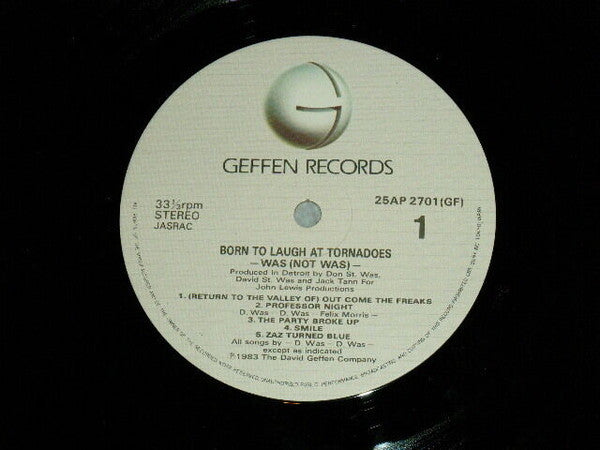 GEFFEN RECORDS
33⅓rpm
STEREO
JASRAC
25AP 2701(GF)
1
BORN TO LAUGH AT TORNADOES
— WAS (NOT WAS) —
Produced in Detroit by Don St. Was,
David St. Was and Jack Tann For
John Lewis Productions
1. (RETURN TO THE VALLEY OF) OUT COME THE FREAKS
2. PROFESSOR NIGHT
D. Was – D. Was – Felix Morris –
3. THE PARTY BROKE UP
4. SMILE
5. ZAZ TURNED BLUE
All songs by – D. Was – D. Was –
except as indicated
℗1983 The David Geffen Company